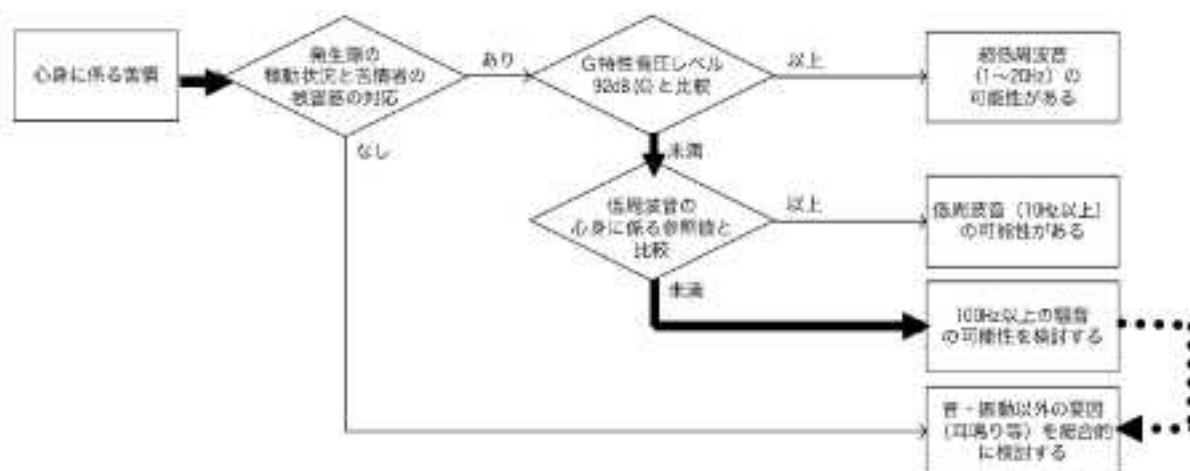 心身に係る苦情
発生源の
稼動状況と苦情者の
被害感の対応
あり
G特性音圧レベル
92dB(G)と比較
以上
超低周波音
(1~20Hz)の
可能性がある
なし
未満
低周波音の
心身に係る参照値と
比較
以上
低周波音(10Hz以上)
の可能性がある
未満
100Hz以上の騒音
の可能性を検討する
音・振動以外の要因
(耳鳴り等)を総合的
に検討する